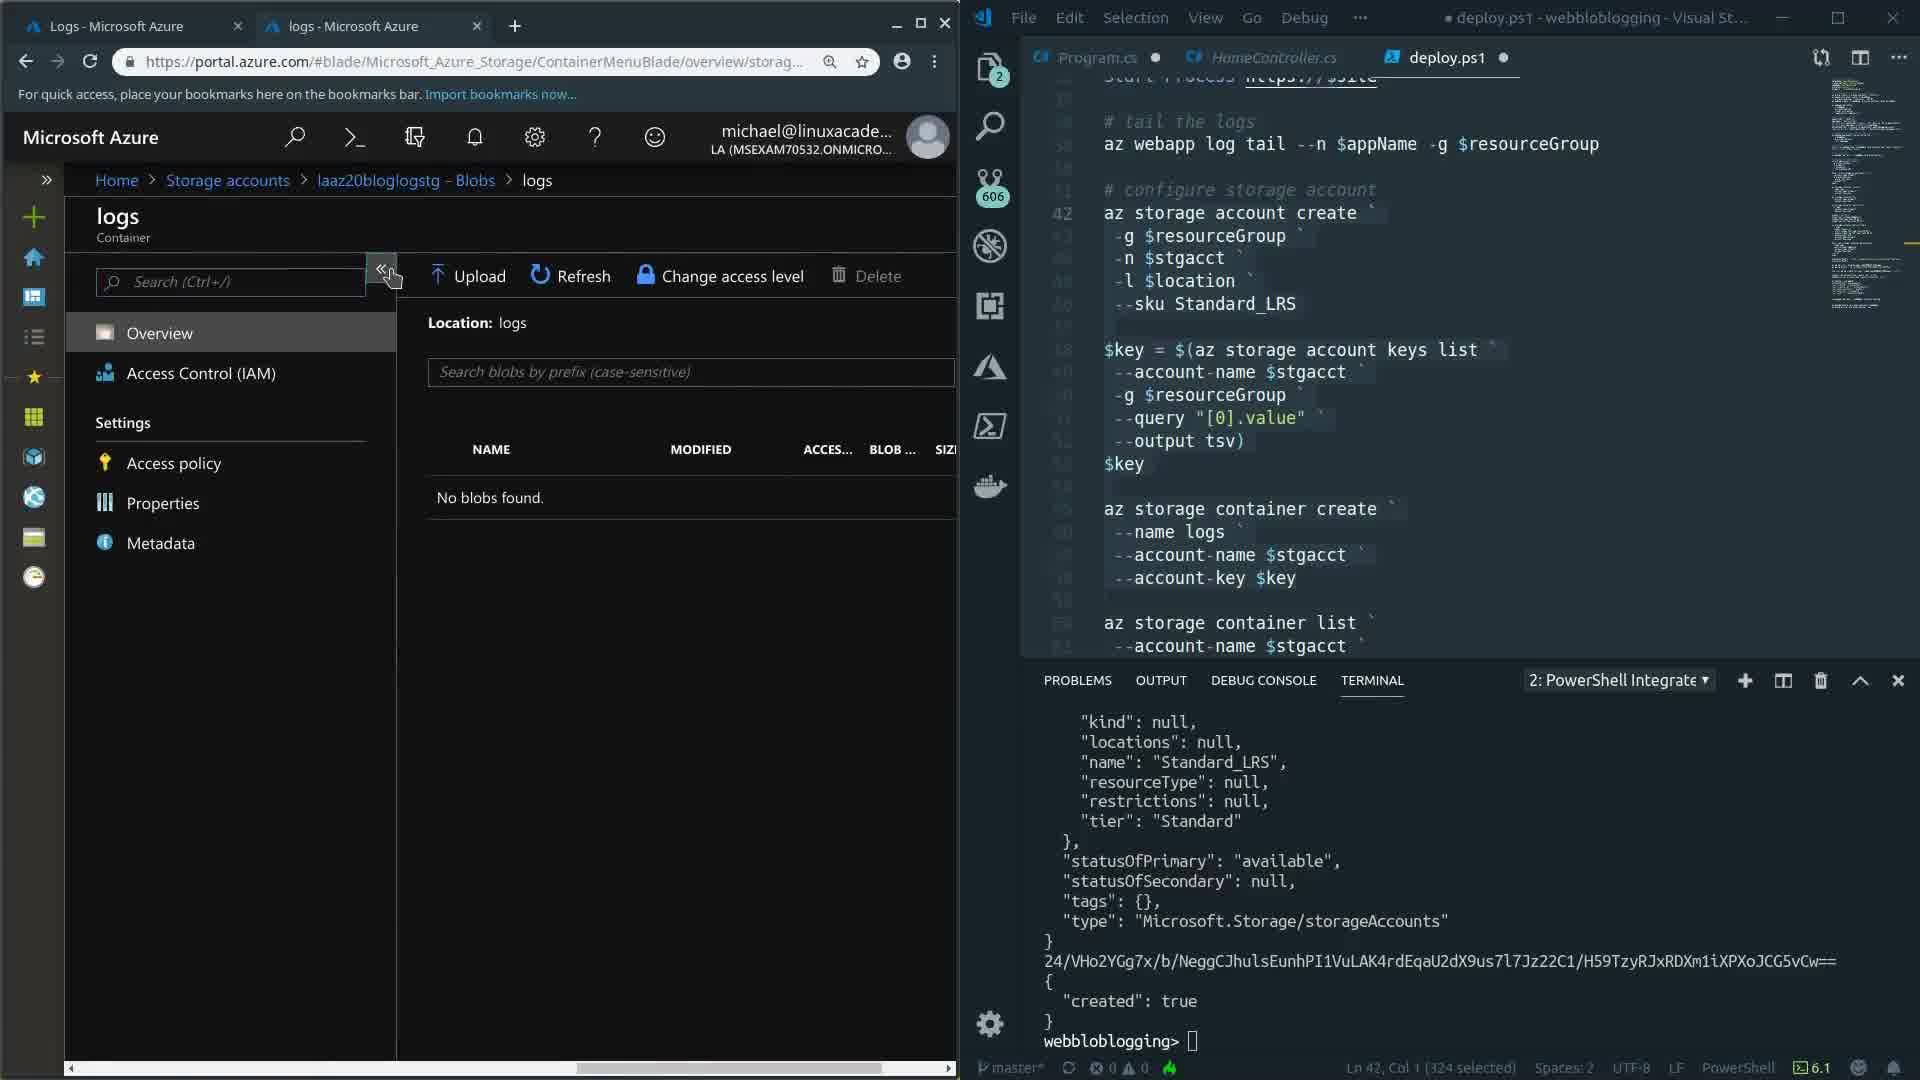 Logs - Microsoft Azure
logs - Microsoft Azure
https://portal.azure.com/#blade/Microsoft_Azure_Storage/ContainerMenuBlade/overview/storag...
For quick access, place your bookmarks here on the bookmarks bar. Import bookmarks now...
Microsoft Azure
michael@linuxacade...
LA (MSEXAM70532.ONMICRO...
Home > Storage accounts > laaz20bloglogstg - Blobs > logs
logs
Container
Search (Ctrl+/)
Overview
Access Control (IAM)
Settings
Access policy
Properties
Metadata
Upload
Refresh
Change access level
Delete
Location: logs
Search blobs by prefix (case-sensitive)
NAME MODIFIED ACCES... BLOB ... SIZ
No blobs found.
File Edit Selection View Go Debug ···
● deploy.ps1 - webbloblogging - Visual St...
Program.cs
HomeController.cs
deploy.ps1
2
606
Start-Process https://$site
# tail the logs
az webapp log tail --n $appName -g $resourceGroup
# configure storage account
42 az storage account create `
-g $resourceGroup `
-n $stgacct `
-l $location `
--sku Standard_LRS
$key = $(az storage account keys list `
--account-name $stgacct `
-g $resourceGroup `
--query "[0].value" `
--output tsv)
$key
az storage container create `
--name logs `
--account-name $stgacct `
--account-key $key
az storage container list `
--account-name $stgacct `
PROBLEMS OUTPUT DEBUG CONSOLE TERMINAL
2: PowerShell Integrate
"kind": null,
"locations": null,
"name": "Standard_LRS",
"resourceType": null,
"restrictions": null,
"tier": "Standard"
},
"statusOfPrimary": "available",
"statusOfSecondary": null,
"tags": {},
"type": "Microsoft.Storage/storageAccounts"
}
24/VHo2YGg7x/b/NeggCJhulsEunhPI1VuLAK4rdEqaU2dX9us7l7Jz22C1/H59TzyRJxRDXm1iXPXoJCG5vCw==
{
"created": true
}
webbloblogging>
master* 0 0
Ln 42, Col 1 (324 selected) Spaces: 2 UTF-8 LF PowerShell 6.1